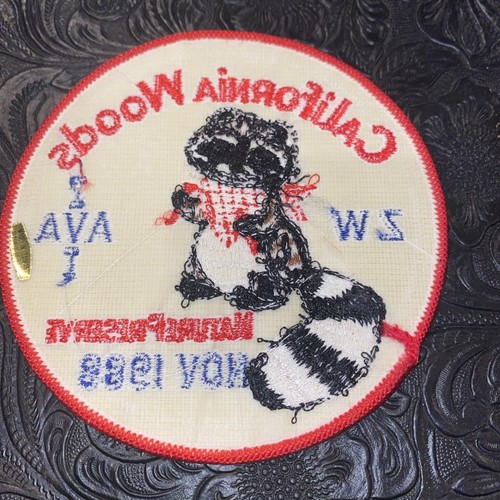 California Woods
AVA
Nature Preserve
NOV 1988